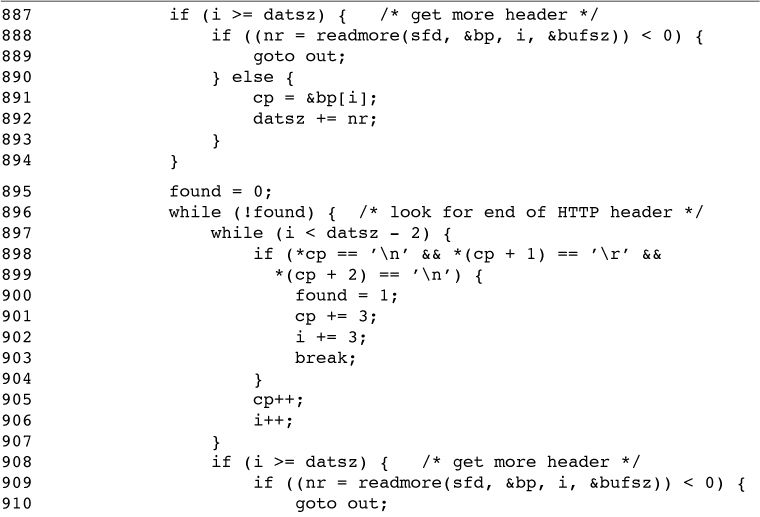 887 if (i >= datsz) { /* get more header */
888 if ((nr = readmore(sfd, &bp, i, &bufsz)) < 0) {
889 goto out;
890 } else {
891 cp = &bp[i];
892 datsz += nr;
893 }
894 }
895 found = 0;
896 while (!found) { /* look for end of HTTP header */
897 while (i < datsz - 2) {
898 if (*cp == ’\n’ && *(cp + 1) == ’\r’ &&
899 *(cp + 2) == ’\n’) {
900 found = 1;
901 cp += 3;
902 i += 3;
903 break;
904 }
905 cp++;
906 i++;
907 }
908 if (i >= datsz) { /* get more header */
909 if ((nr = readmore(sfd, &bp, i, &bufsz)) < 0) {
910 goto out;